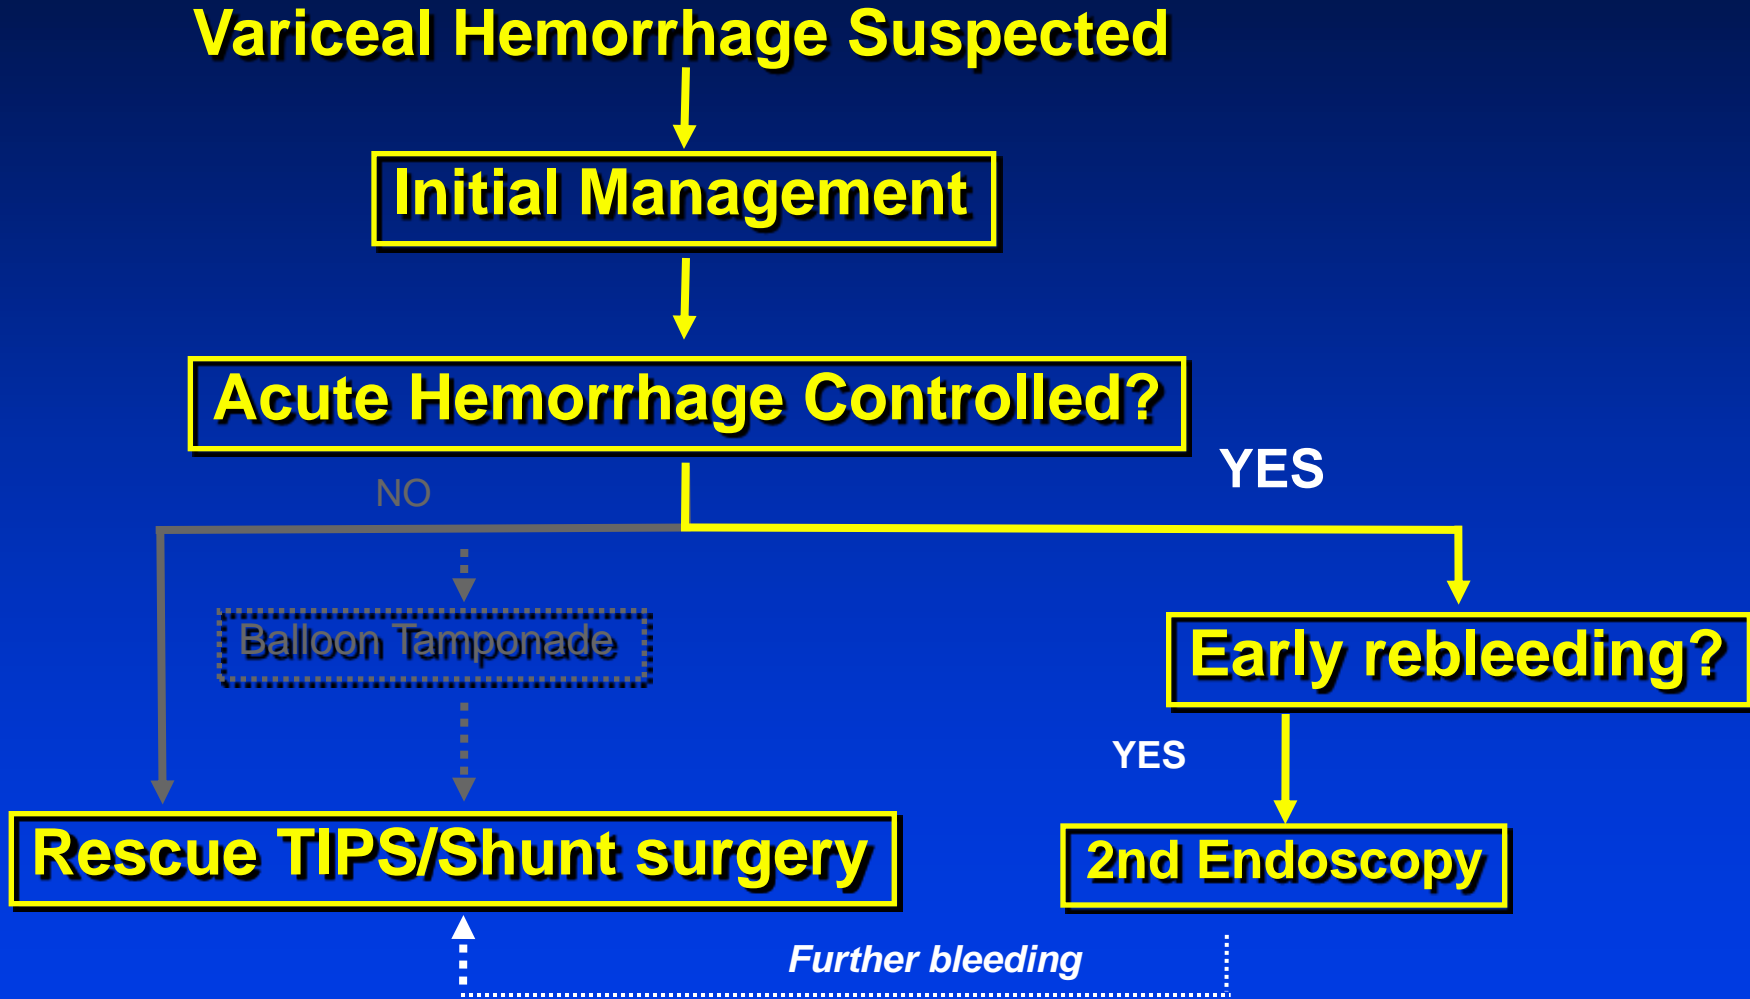 Variceal Hemorrhage Suspected
Initial Management
Acute Hemorrhage Controlled?
YES
NO
Balloon Tamponade
Early rebleeding?
YES
Rescue TIPS/Shunt surgery
2nd Endoscopy
Further bleeding